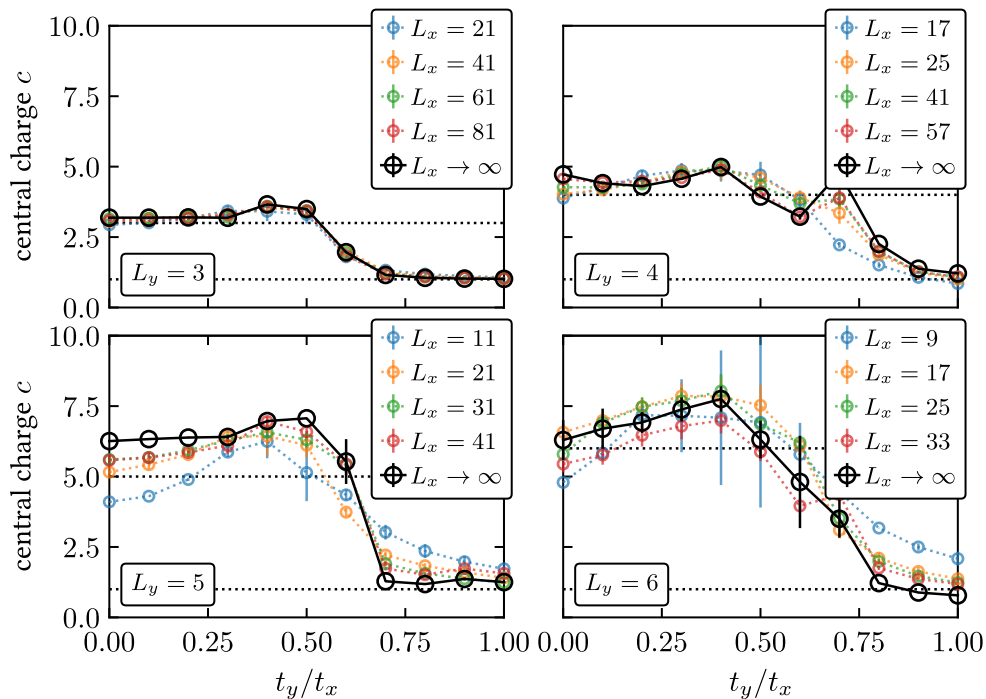 central charge c
10.0
7.5
5.0
2.5
0.0
L_x = 21
L_x = 41
L_x = 61
L_x = 81
L_x → ∞
L_y = 3
L_x = 17
L_x = 25
L_x = 41
L_x = 57
L_x → ∞
L_y = 4
central charge c
10.0
7.5
5.0
2.5
0.0
L_x = 11
L_x = 21
L_x = 31
L_x = 41
L_x → ∞
L_y = 5
0.00 0.25 0.50 0.75 1.00
t_y/t_x
L_x = 9
L_x = 17
L_x = 25
L_x = 33
L_x → ∞
L_y = 6
0.00 0.25 0.50 0.75 1.00
t_y/t_x